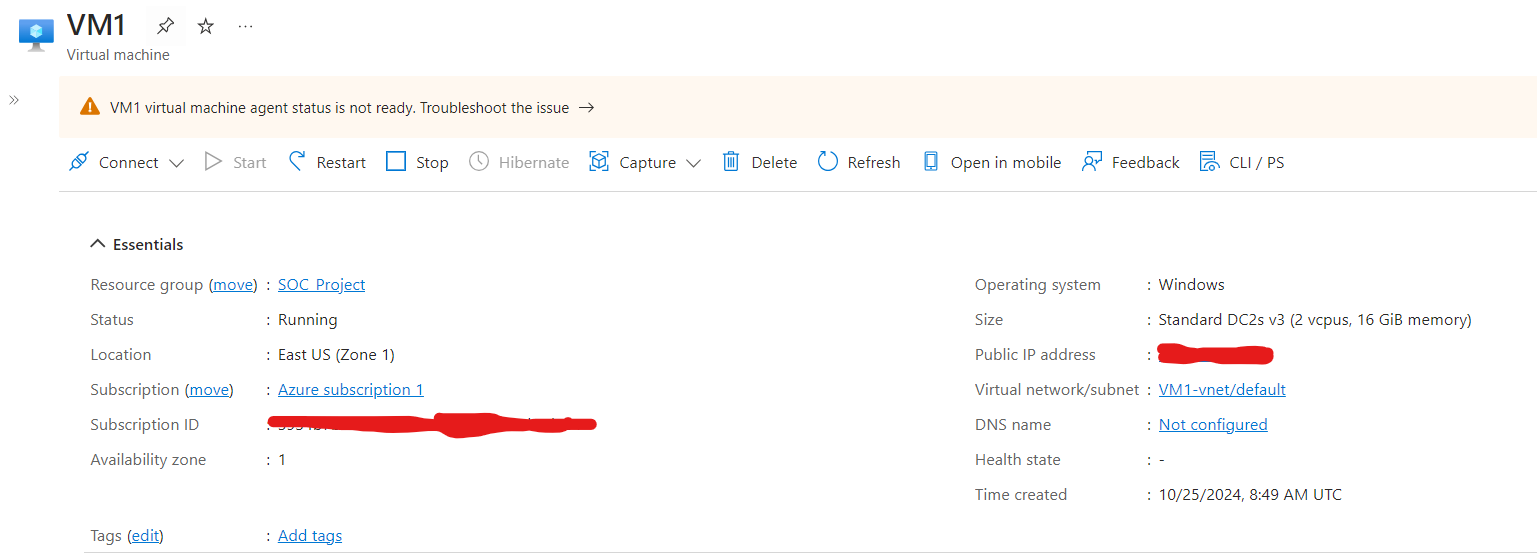 VM1
...
Virtual machine
»
VM1 virtual machine agent status is not ready. Troubleshoot the issue →
Connect Start Restart Stop Hibernate Capture Delete Refresh Open in mobile Feedback CLI / PS
Essentials
Resource group (move) : SOC_Project
Status : Running
Location : East US (Zone 1)
Subscription (move) : Azure subscription 1
Subscription ID :
Availability zone : 1
Operating system : Windows
Size : Standard DC2s v3 (2 vcpus, 16 GiB memory)
Public IP address :
Virtual network/subnet : VM1-vnet/default
DNS name : Not configured
Health state : -
Time created : 10/25/2024, 8:49 AM UTC
Tags (edit) : Add tags